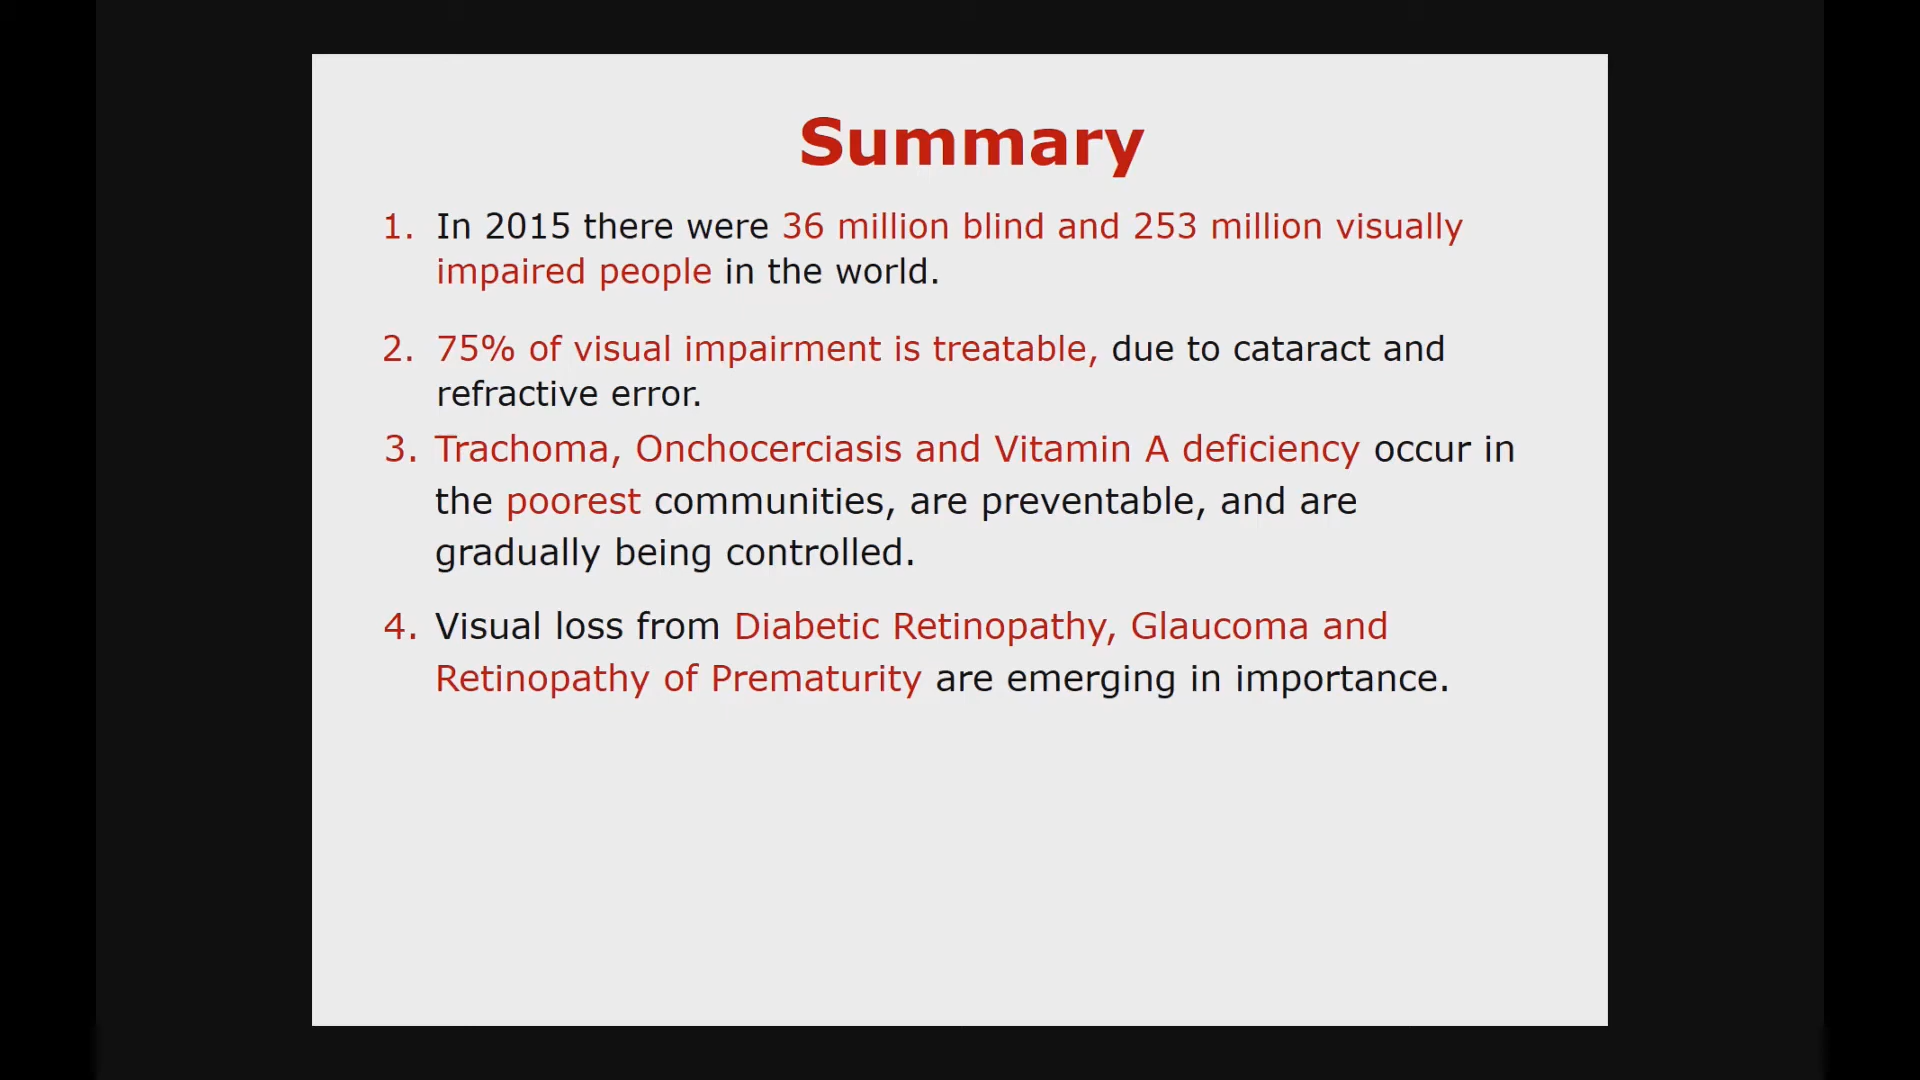 Summary
1. In 2015 there were 36 million blind and 253 million visually
impaired people in the world.
2. 75% of visual impairment is treatable, due to cataract and
refractive error.
3. Trachoma, Onchocerciasis and Vitamin A deficiency occur in
the poorest communities, are preventable, and are
gradually being controlled.
4. Visual loss from Diabetic Retinopathy, Glaucoma and
Retinopathy of Prematurity are emerging in importance.